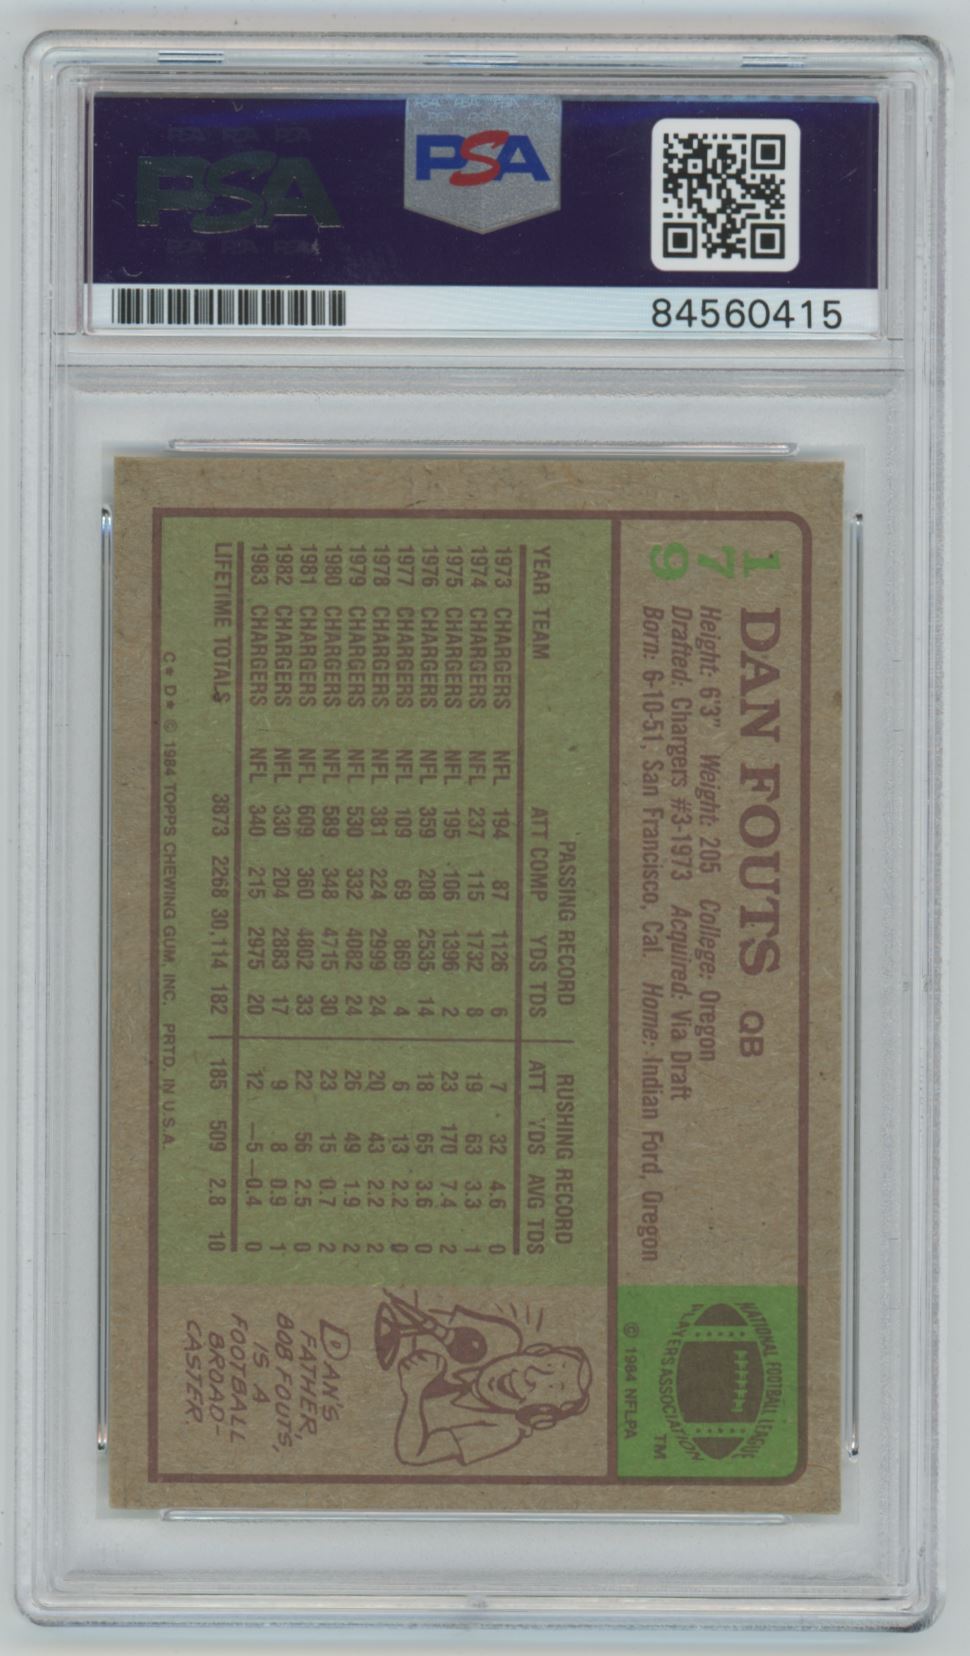 PSA PSA PSA
PSA
PSA PSA PSA
PSA
84560415
179
DAN FOUTS QB
Height: 6'3" Weight: 205 College: Oregon
Drafted: Chargers #3-1973 Acquired: Via Draft
Born: 6-10-51, San Francisco, Cal. Home: Indian Ford, Oregon
NATIONAL FOOTBALL LEAGUE
PLAYERS ASSOCIATION
TM
© 1984 NFLPA
PASSING RECORD RUSHING RECORD
YEAR TEAM ATT COMP YDS TDS ATT YDS AVG TDS
1973 CHARGERS NFL 194 87 1126 6 7 32 4.6 0
1974 CHARGERS NFL 237 115 1732 8 19 63 3.3 1
1975 CHARGERS NFL 195 106 1396 2 23 170 7.4 2
1976 CHARGERS NFL 359 208 2535 14 18 65 3.6 0
1977 CHARGERS NFL 109 69 869 4 6 13 2.2 0
1978 CHARGERS NFL 381 224 2999 24 20 43 2.2 2
1979 CHARGERS NFL 530 332 4082 24 26 49 1.9 2
1980 CHARGERS NFL 589 348 4715 30 23 15 0.7 2
1981 CHARGERS NFL 609 360 4802 33 22 56 2.5 0
1982 CHARGERS NFL 330 204 2883 17 9 8 0.9 1
1983 CHARGERS NFL 340 215 2975 20 12 —5 —0.4 0
LIFETIME TOTALS 3873 2268 30,114 182 185 509 2.8 10
C * D * © 1984 TOPPS CHEWING GUM, INC. PRTD. IN U.S.A.
DAN'S
FATHER,
BOB FOUTS,
IS A
FOOTBALL
BROAD-
CASTER.